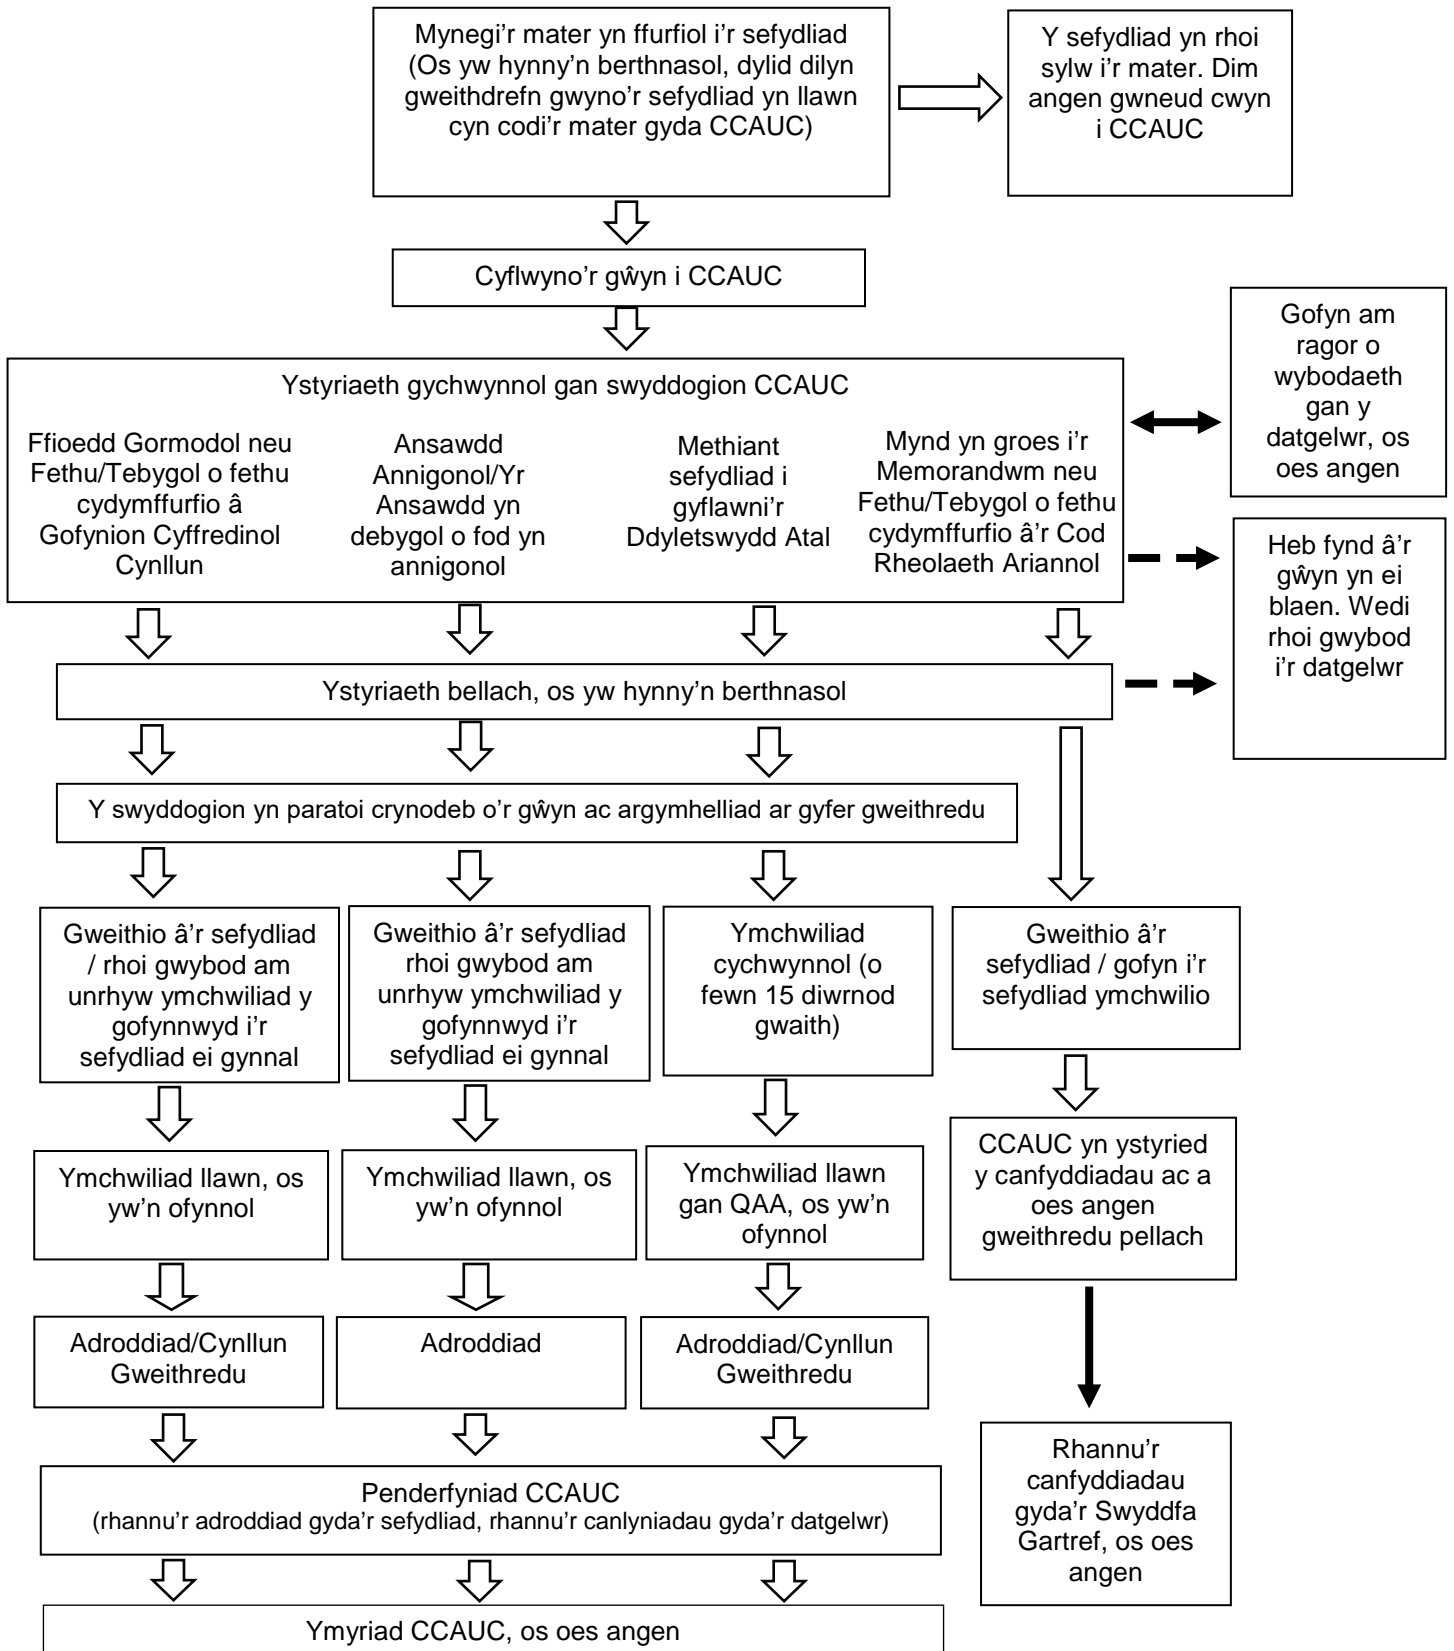 Mynegi’r mater yn ffurfiol i’r sefydliad
(Os yw hynny’n berthnasol, dylid dilyn
gweithdrefn gwyno’r sefydliad yn llawn
cyn codi’r mater gyda CCAUC)
Y sefydliad yn rhoi
sylw i’r mater. Dim
angen gwneud cwyn
i CCAUC
Cyflwyno’r gŵyn i CCAUC
Gofyn am
ragor o
wybodaeth
gan y
datgelwr, os
oes angen
Ystyriaeth gychwynnol gan swyddogion CCAUC
Ffioedd Gormodol neu
Fethu/Tebygol o fethu
cydymffurfio â
Gofynion Cyffredinol
Cynllun
Ansawdd
Annigonol/Yr
Ansawdd yn
debygol o fod yn
annigonol
Methiant
sefydliad i
gyflawni’r
Ddyletswydd Atal
Mynd yn groes i’r
Memorandwm neu
Fethu/Tebygol o fethu
cydymffurfio â’r Cod
Rheolaeth Ariannol
Heb fynd â’r
gŵyn yn ei
blaen. Wedi
rhoi gwybod
i’r datgelwr
Ystyriaeth bellach, os yw hynny’n berthnasol
Y swyddogion yn paratoi crynodeb o’r gŵyn ac argymhelliad ar gyfer gweithredu
Gweithio â’r sefydliad
/ rhoi gwybod am
unrhyw ymchwiliad y
gofynnwyd i’r
sefydliad ei gynnal
Gweithio â’r sefydliad
rhoi gwybod am
unrhyw ymchwiliad y
gofynnwyd i’r
sefydliad ei gynnal
Ymchwiliad
cychwynnol (o
fewn 15 diwrnod
gwaith)
Gweithio â’r
sefydliad / gofyn i’r
sefydliad ymchwilio
Ymchwiliad llawn, os
yw’n ofynnol
Ymchwiliad llawn, os
yw’n ofynnol
Ymchwiliad llawn
gan QAA, os yw’n
ofynnol
CCAUC yn ystyried
y canfyddiadau ac a
oes angen
gweithredu pellach
Adroddiad/Cynllun
Gweithredu
Adroddiad
Adroddiad/Cynllun
Gweithredu
Rhannu’r
canfyddiadau
gyda’r Swyddfa
Gartref, os oes
angen
Penderfyniad CCAUC
(rhannu’r adroddiad gyda’r sefydliad, rhannu’r canlyniadau gyda’r datgelwr)
Ymyriad CCAUC, os oes angen